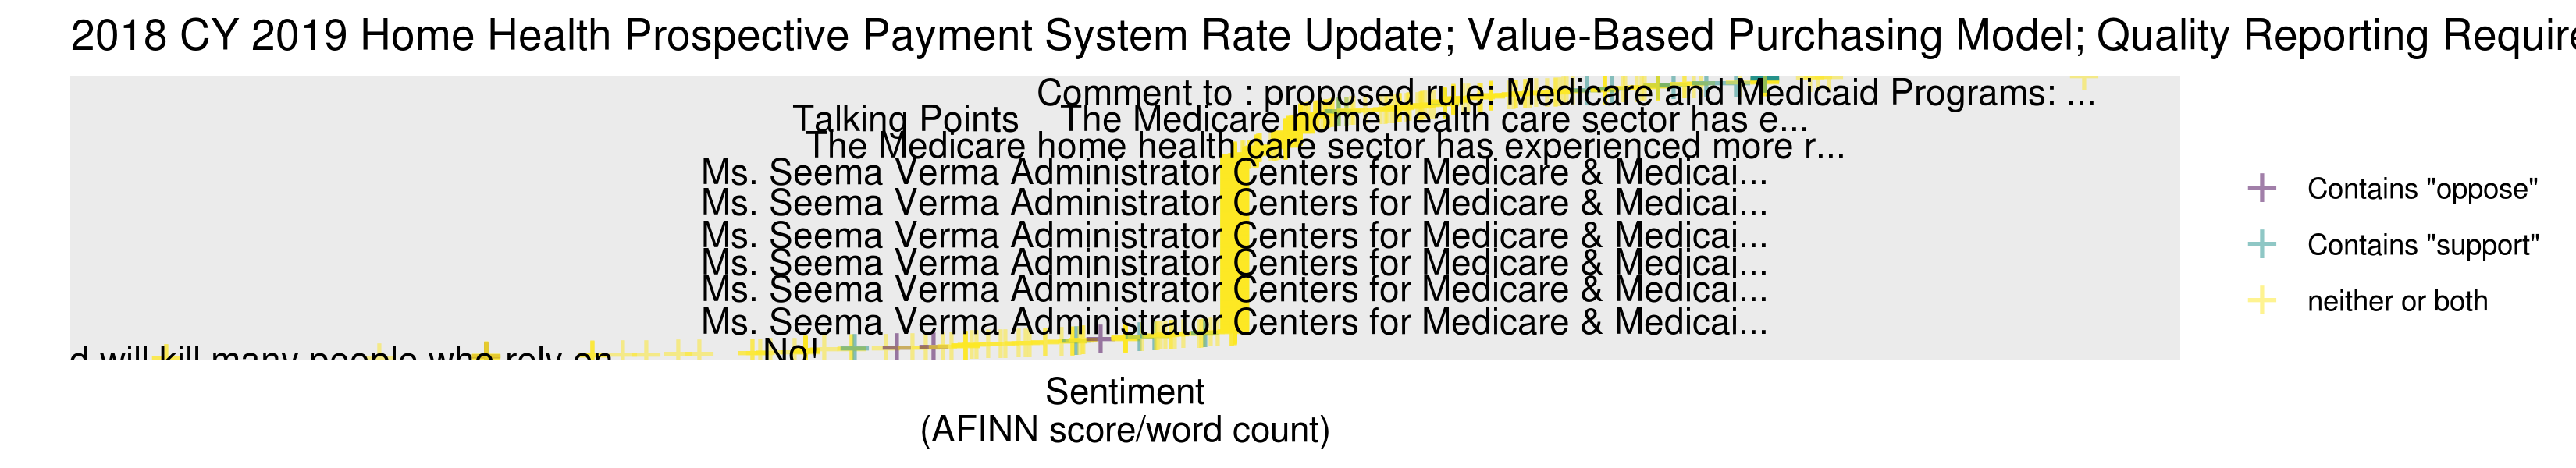 2018 CY 2019 Home Health Prospective Payment System Rate Update; Value-Based Purchasing Model; Quality Reporting Require
Comment to : proposed rule: Medicare and Medicaid Programs: ...
Talking Points The Medicare home health care sector has e...
The Medicare home health care sector has experienced more r...
Ms. Seema Verma Administrator Centers for Medicare & Medicai...
Ms. Seema Verma Administrator Centers for Medicare & Medicai...
Ms. Seema Verma Administrator Centers for Medicare & Medicai...
Ms. Seema Verma Administrator Centers for Medicare & Medicai...
Ms. Seema Verma Administrator Centers for Medicare & Medicai...
Ms. Seema Verma Administrator Centers for Medicare & Medicai...
No!
d will kill many people who rely on
Contains "oppose"
Contains "support"
neither or both
Sentiment
(AFINN score/word count)